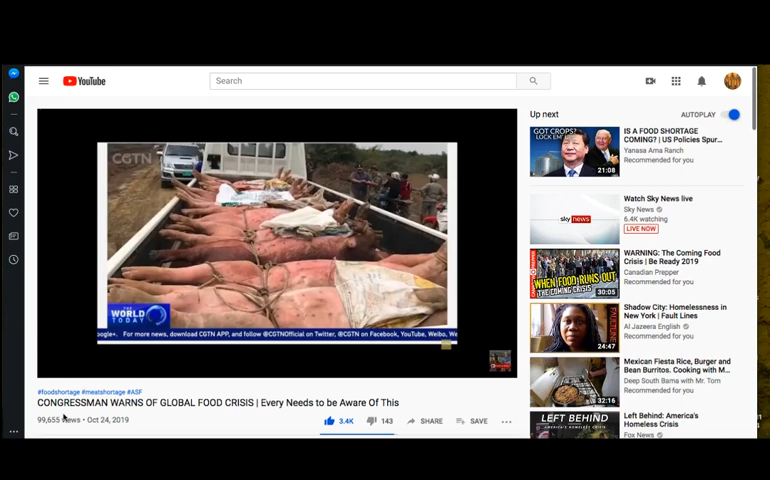 YouTube
Search
CGTN
THE WORLD TODAY
oogle+. For more news, download CGTN APP, and follow @CGTNOfficial on Twitter, @CGTN on Facebook, YouTube, Weibo, We
#foodshortage #meatshortage #ASF
CONGRESSMAN WARNS OF GLOBAL FOOD CRISIS | Every Needs to be Aware Of This
99,655 views • Oct 24, 2019
3.4K
143
SHARE
SAVE
Up next
AUTOPLAY
GOT CROPS?
LOCK EM
21:08
IS A FOOD SHORTAGE
COMING? | US Policies Spur...
Yanasa Ama Ranch
Recommended for you
sky news
Watch Sky News live
Sky News
6.4K watching
LIVE NOW
WHEN FOOD RUNS OUT
THE COMING CRISIS
30:05
WARNING: The Coming Food
Crisis | Be Ready 2019
Canadian Prepper
Recommended for you
FAULTLINES
24:47
Shadow City: Homelessness in
New York | Fault Lines
Al Jazeera English
Recommended for you
32:16
Mexican Fiesta Rice, Burger and
Bean Burritos. Cooking with M...
Deep South Bama with Mr. Tom
Recommended for you
LEFT BEHIND
AMERICA'S HOMELESS CRISIS
Left Behind: America's
Homeless Crisis
Fox News